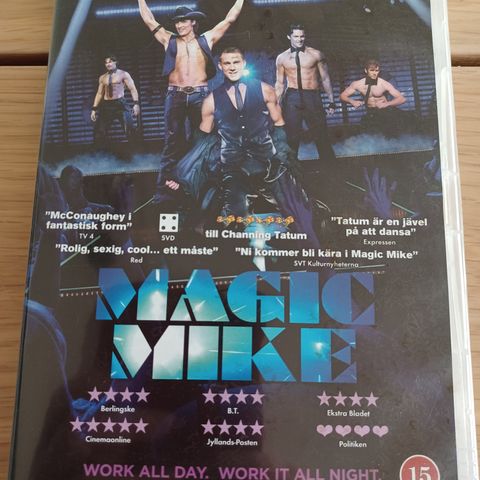 "McConaughey i
fantastisk form"
TV 4
SVD
till Channing Tatum
"Tatum är en jävel
på att dansa"
Expressen
"Rolig, sexig, cool... ett måste"
Red
"Ni kommer bli kära i Magic Mike"
SVT Kulturnyheterna
MAGIC
MIKE
Berlingske
B.T.
Ekstra Bladet
Cinemaonline
Jyllands-Posten
Politiken
WORK ALL DAY. WORK IT ALL NIGHT.
15